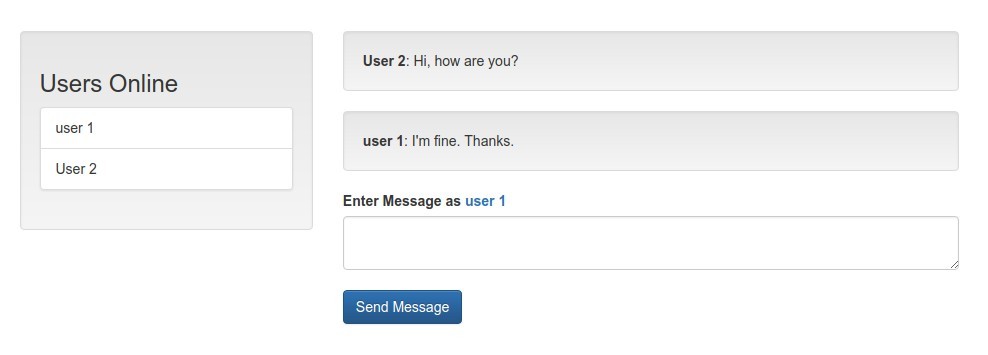 Users Online
user 1
User 2
User 2: Hi, how are you?
user 1: I'm fine. Thanks.
Enter Message as user 1
Send Message